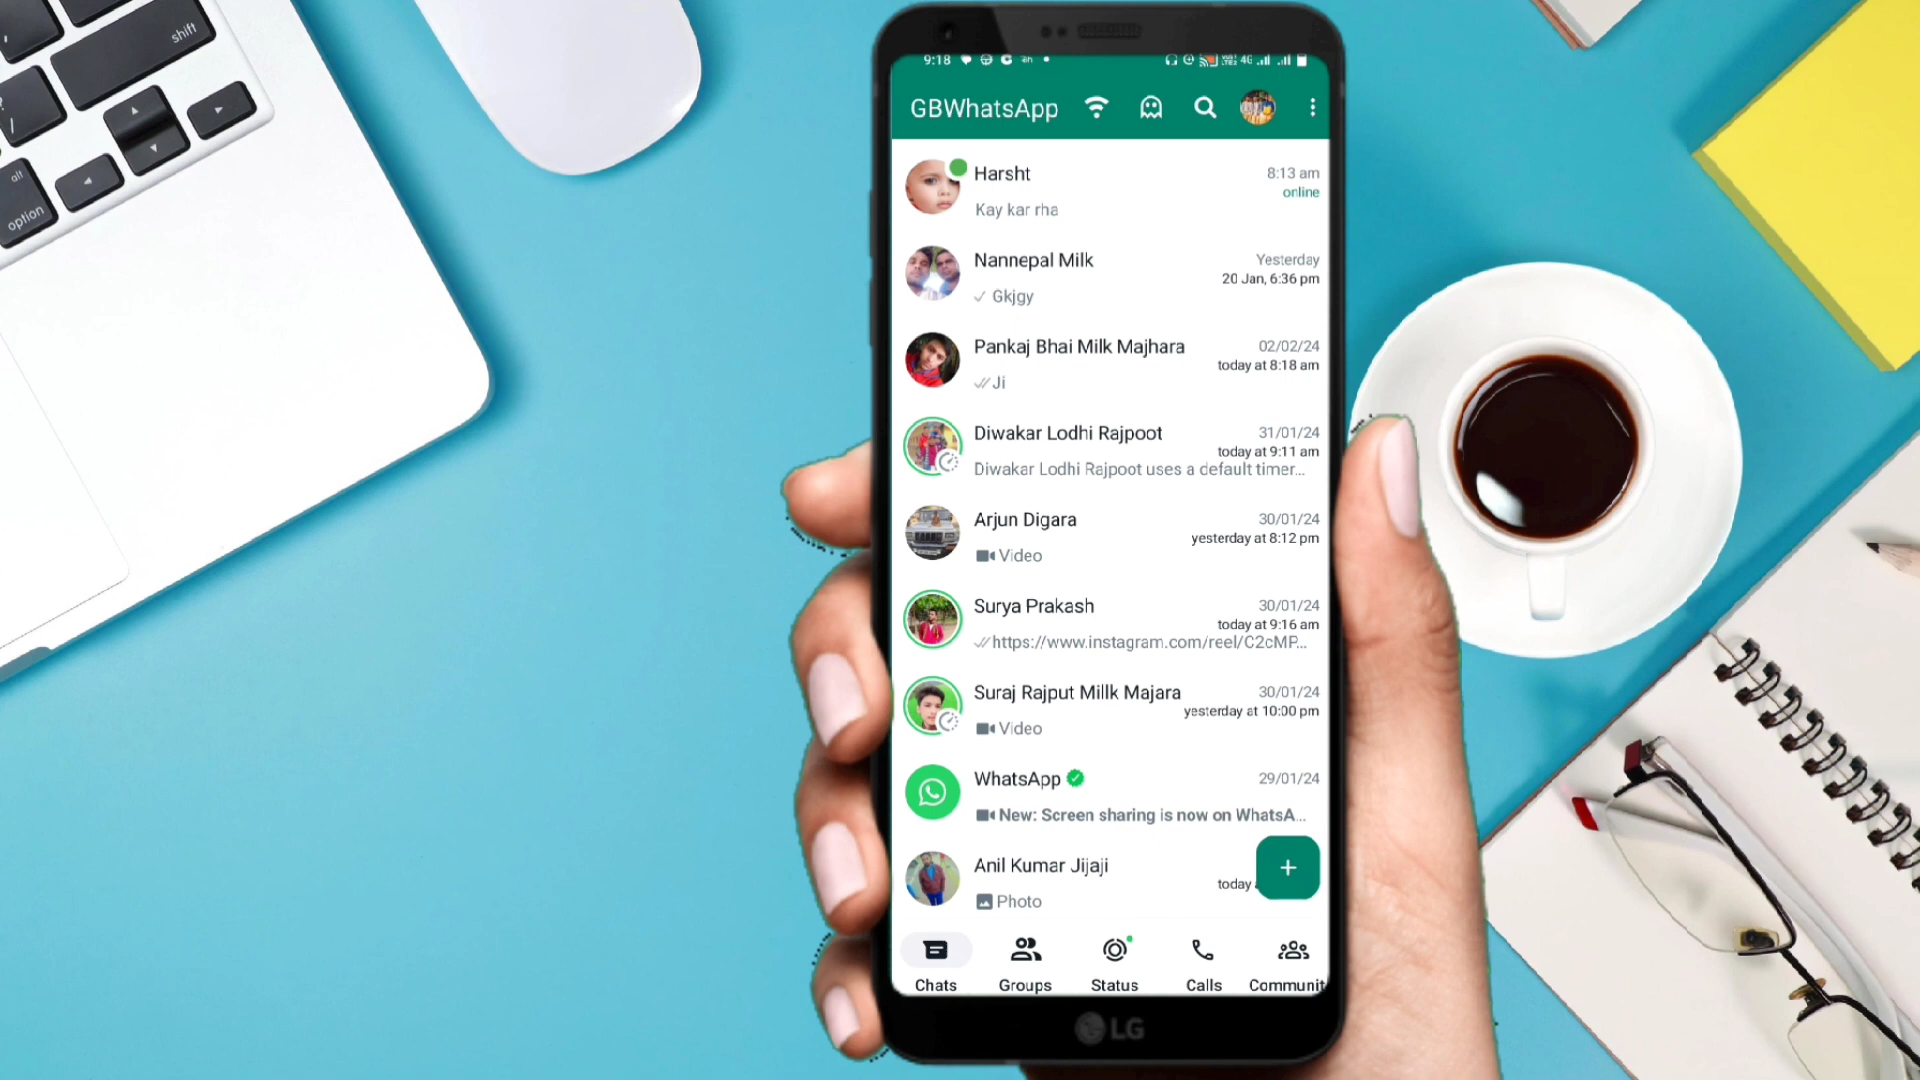 shift
alt
option
9:18
4G
GBWhatsApp
Harsht
8:13 am
online
Kay kar rha
Nannepal Milk
Yesterday
20 Jan, 6:36 pm
Gkjgy
Pankaj Bhai Milk Majhara
02/02/24
today at 8:18 am
Ji
Diwakar Lodhi Rajpoot
31/01/24
today at 9:11 am
Diwakar Lodhi Rajpoot uses a default timer...
Arjun Digara
30/01/24
yesterday at 8:12 pm
Video
Surya Prakash
30/01/24
today at 9:16 am
https://www.instagram.com/reel/C2cMP...
Suraj Rajput Millk Majara
30/01/24
yesterday at 10:00 pm
Video
WhatsApp
29/01/24
New: Screen sharing is now on WhatsA...
Anil Kumar Jijaji
today
Photo
Chats
Groups
Status
Calls
Communit
LG